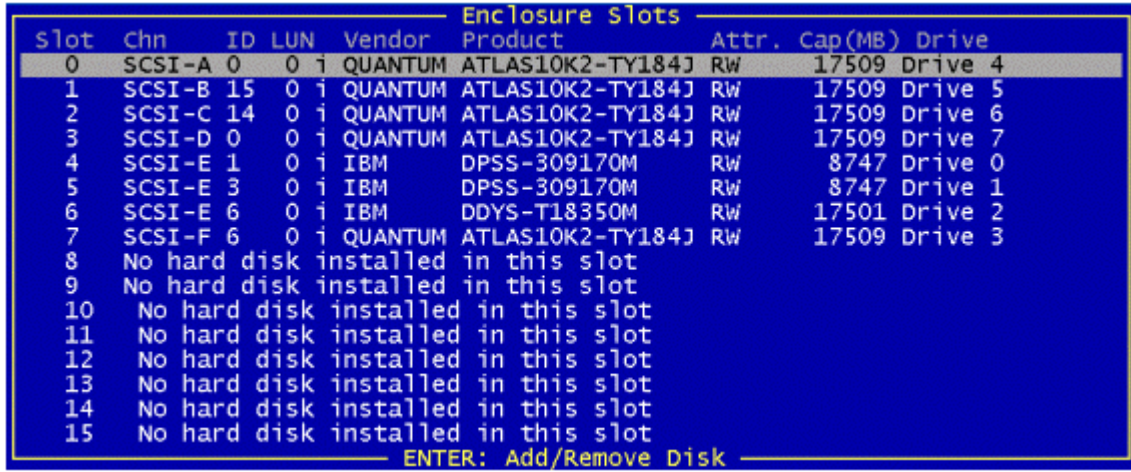 Enclosure Slots
Slot Chn ID LUN Vendor Product Attr. Cap(MB) Drive
0 SCSI-A 0 0 i QUANTUM ATLAS10K2-TY184J RW 17509 Drive 4
1 SCSI-B 15 0 i QUANTUM ATLAS10K2-TY184J RW 17509 Drive 5
2 SCSI-C 14 0 i QUANTUM ATLAS10K2-TY184J RW 17509 Drive 6
3 SCSI-D 0 0 i QUANTUM ATLAS10K2-TY184J RW 17509 Drive 7
4 SCSI-E 1 0 i IBM DPSS-309170M RW 8747 Drive 0
5 SCSI-E 3 0 i IBM DPSS-309170M RW 8747 Drive 1
6 SCSI-E 6 0 i IBM DDYS-T18350M RW 17501 Drive 2
7 SCSI-F 6 0 i QUANTUM ATLAS10K2-TY184J RW 17509 Drive 3
8 No hard disk installed in this slot
9 No hard disk installed in this slot
10 No hard disk installed in this slot
11 No hard disk installed in this slot
12 No hard disk installed in this slot
13 No hard disk installed in this slot
14 No hard disk installed in this slot
15 No hard disk installed in this slot
ENTER: Add/Remove Disk